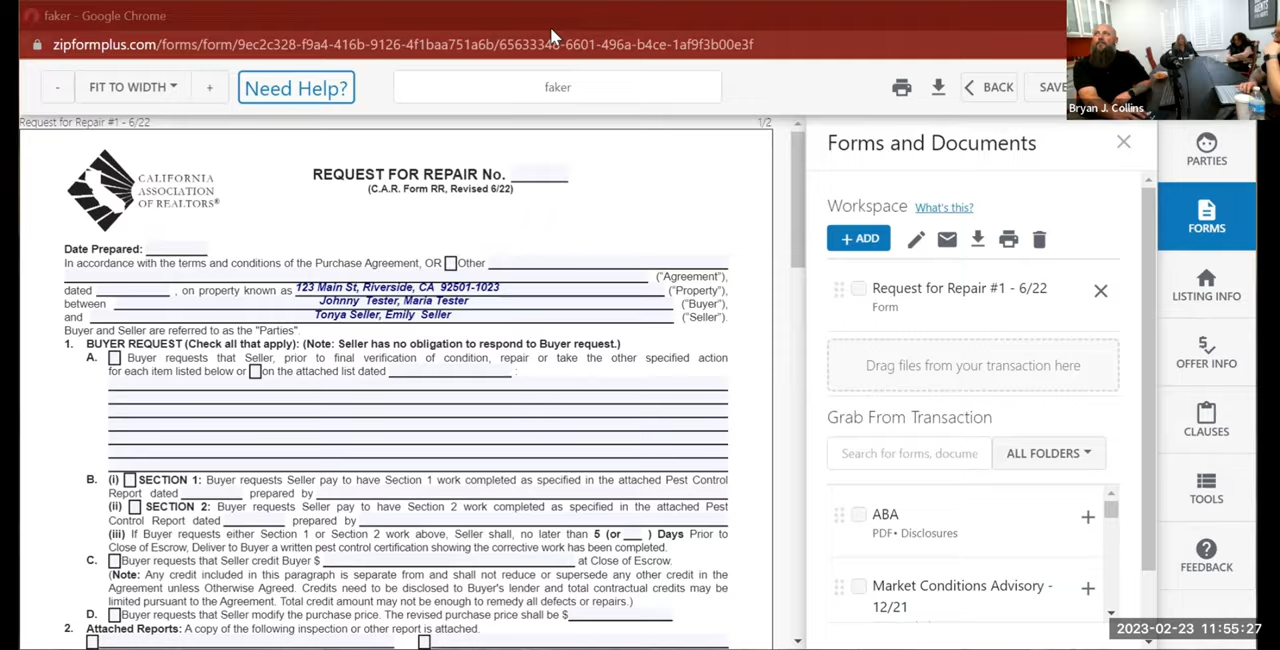 faker - Google Chrome
zipformplus.com/forms/form/9ec2c328-f9a4-416b-9126-4f1baa751a6b/65633346-6601-496a-b4ce-1af9f3b00e3f
- FIT TO WIDTH + Need Help? faker BACK SAVE
Bryan J. Collins
Request for Repair #1 - 6/22 1/2
CALIFORNIA
ASSOCIATION
OF REALTORS®
REQUEST FOR REPAIR No.
(C.A.R. Form RR, Revised 6/22)
Date Prepared:
In accordance with the terms and conditions of the Purchase Agreement, OR Other
("Agreement"),
dated , on property known as 123 Main St, Riverside, CA 92501-1023 ("Property"),
between Johnny Tester, Maria Tester ("Buyer")
and Tonya Seller, Emily Seller ("Seller").
Buyer and Seller are referred to as the "Parties".
1. BUYER REQUEST (Check all that apply): (Note: Seller has no obligation to respond to Buyer request.)
A. Buyer requests that Seller, prior to final verification of condition, repair or take the other specified action
for each item listed below or on the attached list dated :
B. (i) SECTION 1: Buyer requests Seller pay to have Section 1 work completed as specified in the attached Pest Control
Report dated prepared by
(ii) SECTION 2: Buyer requests Seller pay to have Section 2 work completed as specified in the attached Pest
Control Report dated prepared by
(iii) If Buyer requests either Section 1 or Section 2 work above, Seller shall, no later than 5 (or ) Days Prior to
Close of Escrow, Deliver to Buyer a written pest control certification showing the corrective work has been completed.
C. Buyer requests that Seller credit Buyer $ at Close of Escrow.
(Note: Any credit included in this paragraph is separate from and shall not reduce or supersede any other credit in the
Agreement unless Otherwise Agreed. Credits need to be disclosed to Buyer's lender and total contractual credits may be
limited pursuant to the Agreement. Total credit amount may not be enough to remedy all defects or repairs.)
D. Buyer requests that Seller modify the purchase price. The revised purchase price shall be $
2. Attached Reports: A copy of the following inspection or other report is attached.
Forms and Documents
Workspace What's this?
+ ADD
Request for Repair #1 - 6/22
Form
Drag files from your transaction here
Grab From Transaction
Search for forms, docume ALL FOLDERS
ABA
PDF• Disclosures
Market Conditions Advisory -
12/21
PARTIES
FORMS
LISTING INFO
OFFER INFO
CLAUSES
TOOLS
FEEDBACK
2023-02-23 11:55:27